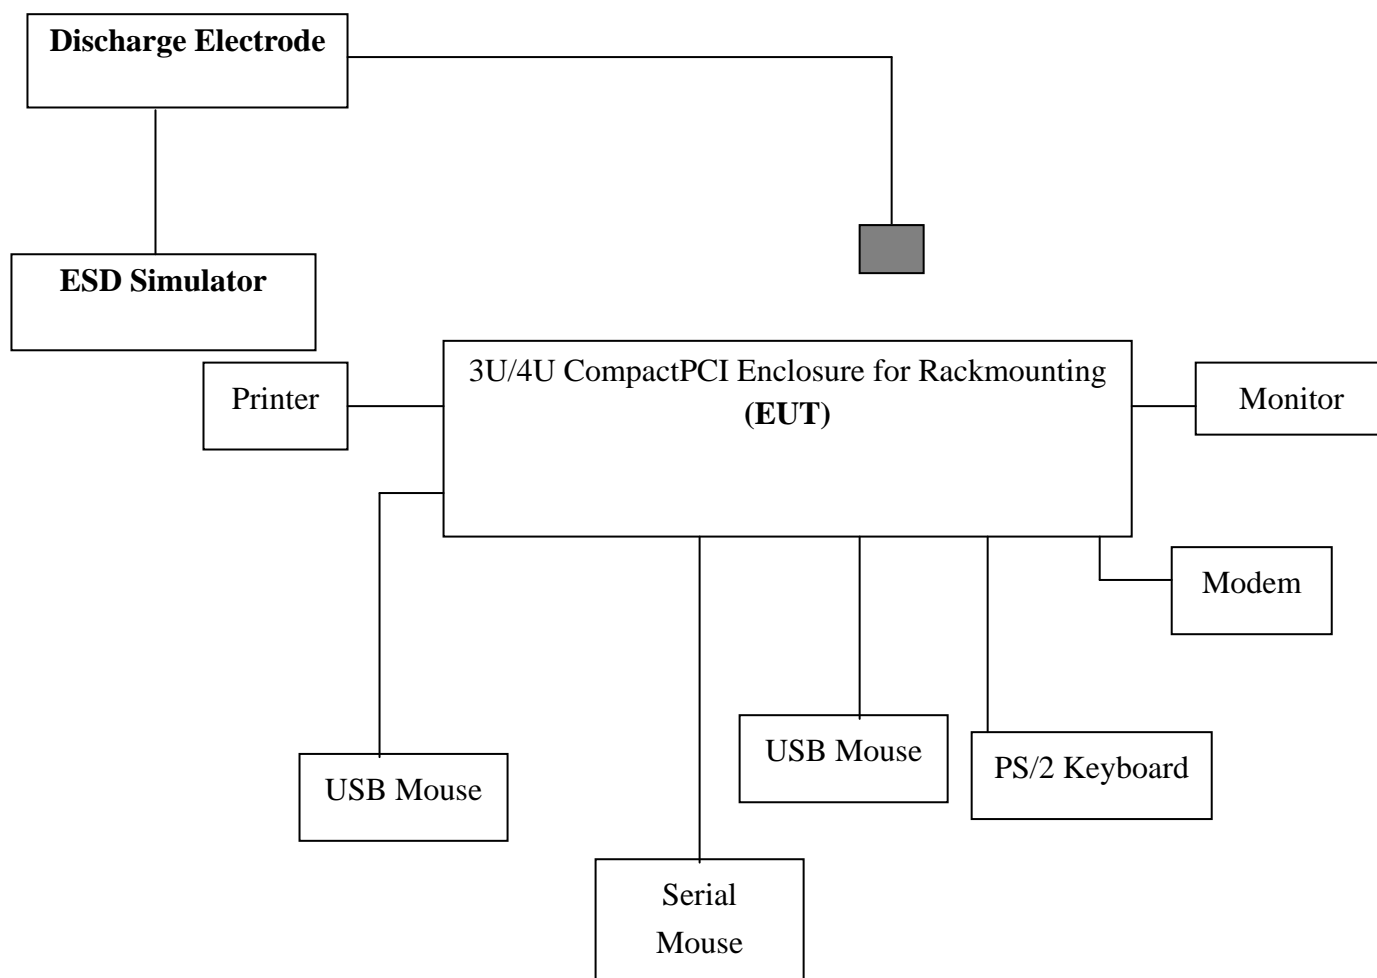 Discharge Electrode
ESD Simulator
3U/4U CompactPCI Enclosure for Rackmounting
(EUT)
Printer
Monitor
Modem
USB Mouse
PS/2 Keyboard
USB Mouse
Serial
Mouse